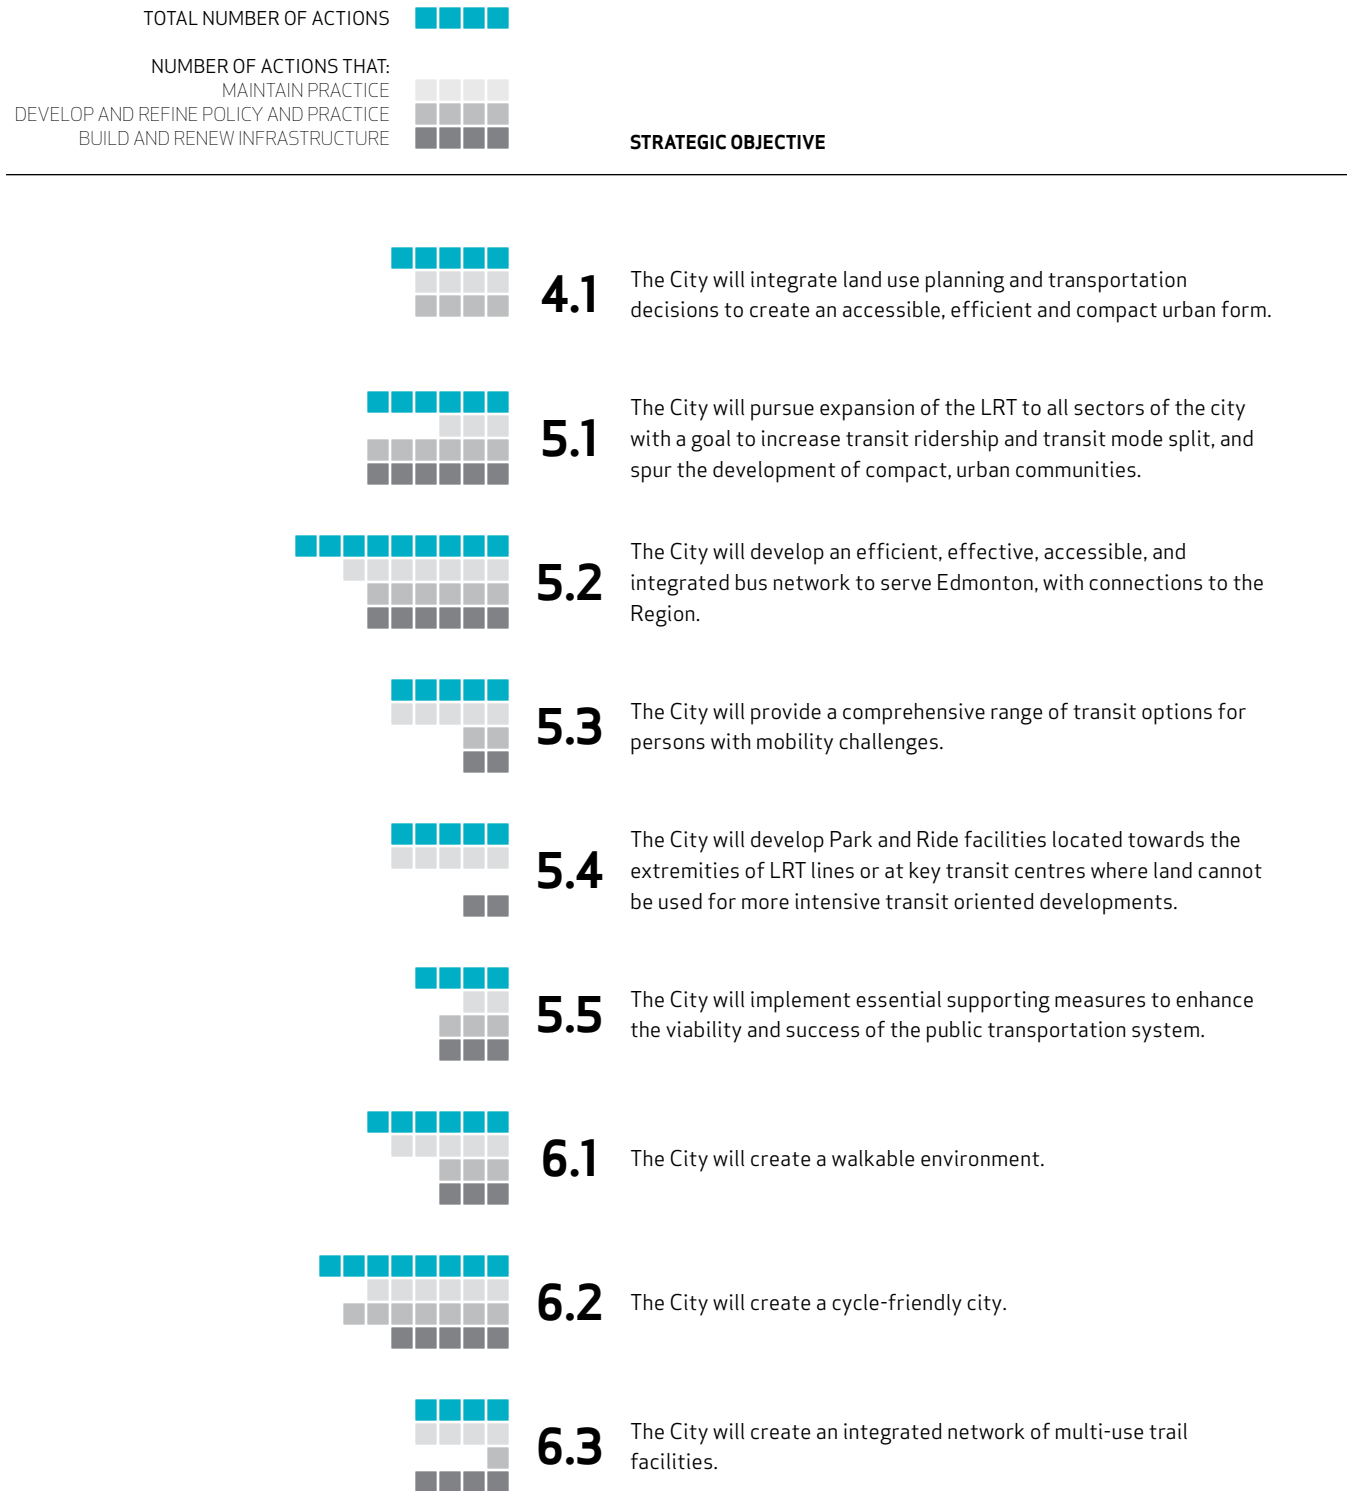 TOTAL NUMBER OF ACTIONS
NUMBER OF ACTIONS THAT:
MAINTAIN PRACTICE
DEVELOP AND REFINE POLICY AND PRACTICE
BUILD AND RENEW INFRASTRUCTURE
STRATEGIC OBJECTIVE
4.1
The City will integrate land use planning and transportation
decisions to create an accessible, efficient and compact urban form.
5.1
The City will pursue expansion of the LRT to all sectors of the city
with a goal to increase transit ridership and transit mode split, and
spur the development of compact, urban communities.
5.2
The City will develop an efficient, effective, accessible, and
integrated bus network to serve Edmonton, with connections to the
Region.
5.3
The City will provide a comprehensive range of transit options for
persons with mobility challenges.
5.4
The City will develop Park and Ride facilities located towards the
extremities of LRT lines or at key transit centres where land cannot
be used for more intensive transit oriented developments.
5.5
The City will implement essential supporting measures to enhance
the viability and success of the public transportation system.
6.1
The City will create a walkable environment.
6.2
The City will create a cycle-friendly city.
6.3
The City will create an integrated network of multi-use trail
facilities.